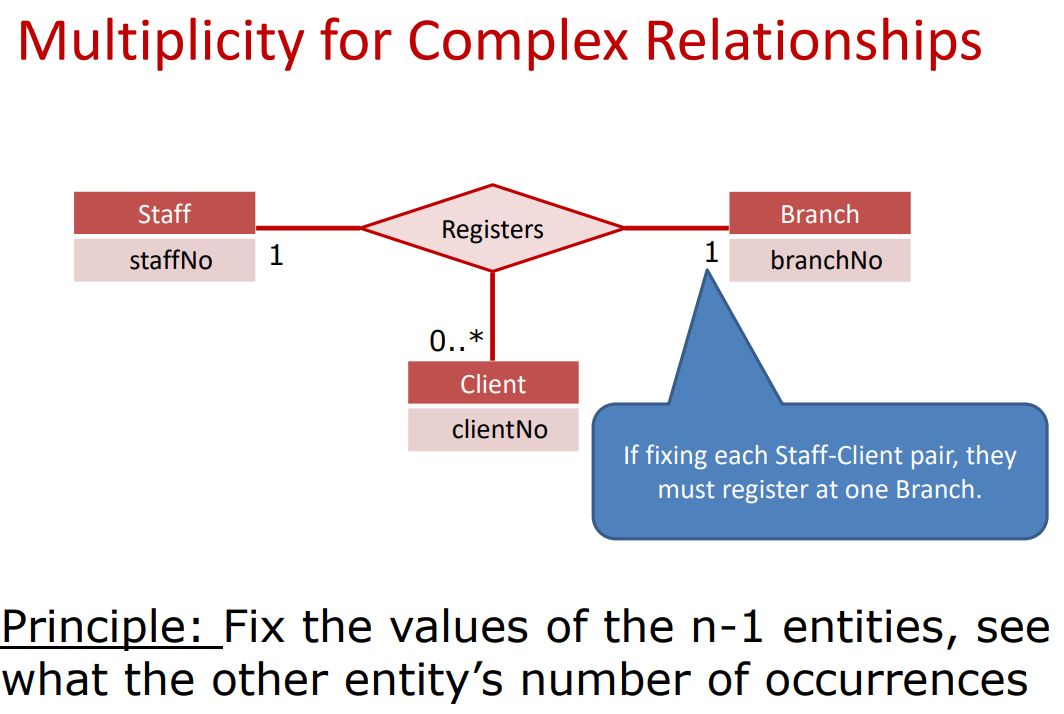 Multiplicity for Complex Relationships
Staff
staffNo
1
Registers
Branch
branchNo
1
0..*
Client
clientNo
If fixing each Staff-Client pair, they
must register at one Branch.
Principle: Fix the values of the n-1 entities, see
what the other entity’s number of occurrences